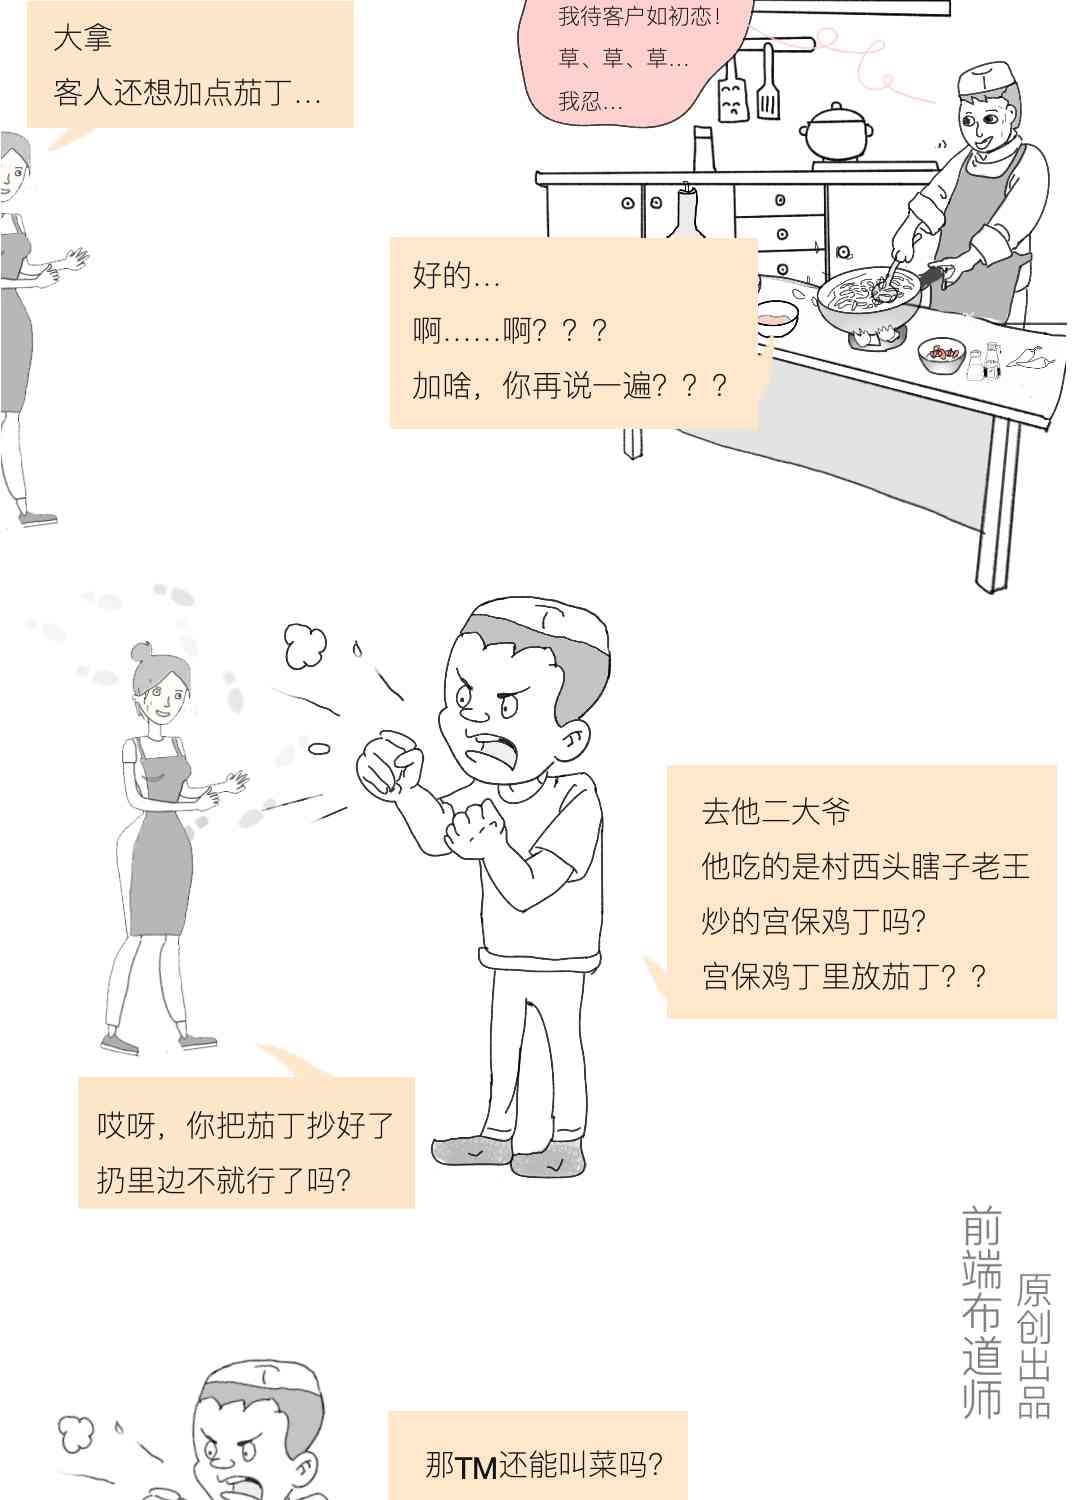 大拿
客人还想加点茄丁…
我待客户如初恋！
草、草、草…
我忍…
好的…
啊……啊？？？
加啥，你再说一遍？？？
去他二大爷
他吃的是村西头瞎子老王
炒的宫保鸡丁吗？
宫保鸡丁里放茄丁？？
哎呀，你把茄丁抄好了
扔里边不就行了吗？
前端布道师
原创出品
那TM还能叫菜吗？